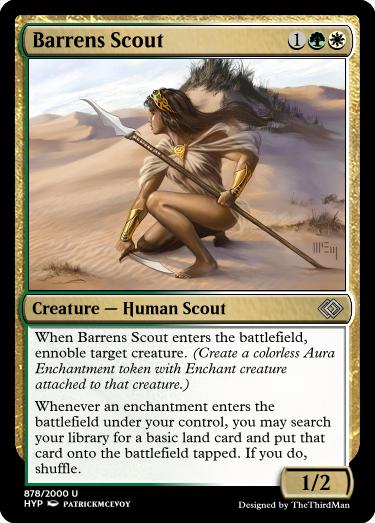 Barrens Scout 1
Creature — Human Scout
When Barrens Scout enters the battlefield,
ennoble target creature. (Create a colorless Aura
Enchantment token with Enchant creature
attached to that creature.)
Whenever an enchantment enters the
battlefield under your control, you may search
your library for a basic land card and put that
card onto the battlefield tapped. If you do,
shuffle.
1/2
878/2000 U
HYP PATRICKMCEVOY
Designed by TheThirdMan